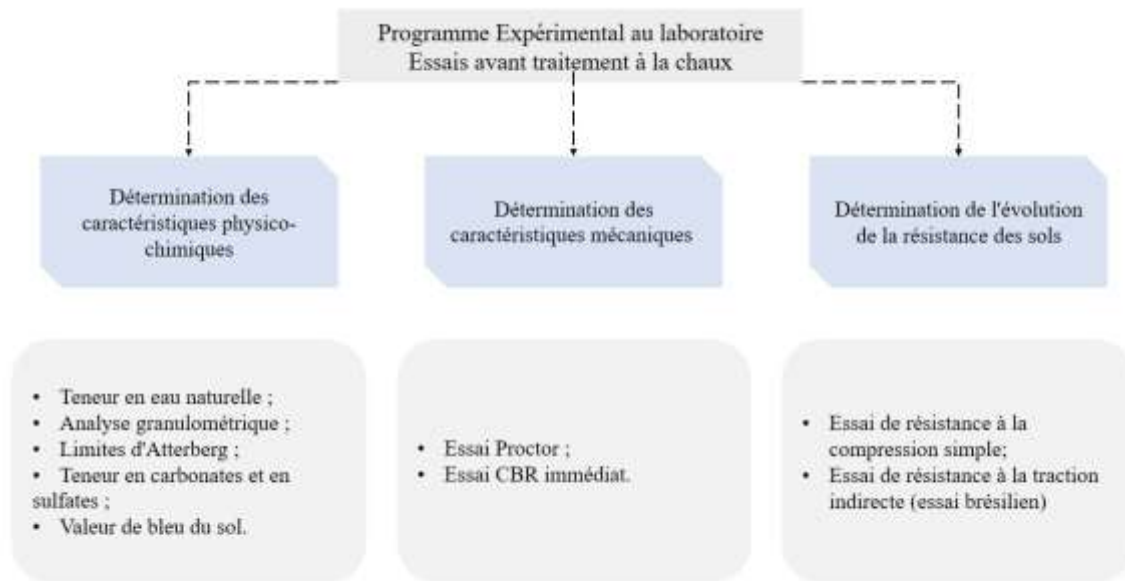 Programme Expérimental au laboratoire
Essais avant traitement à la chaux
Détermination des
caractéristiques physico-
chimiques
Détermination des
caractéristiques mécaniques
Détermination de l'évolution
de la résistance des sols
• Teneur en eau naturelle ;
• Analyse granulométrique ;
• Limites d'Atterberg ;
• Teneur en carbonates et en
sulfates ;
• Valeur de bleu du sol.
• Essai Proctor ;
• Essai CBR immédiat.
• Essai de résistance à la
compression simple;
• Essai de résistance à la traction
indirecte (essai brésilien)